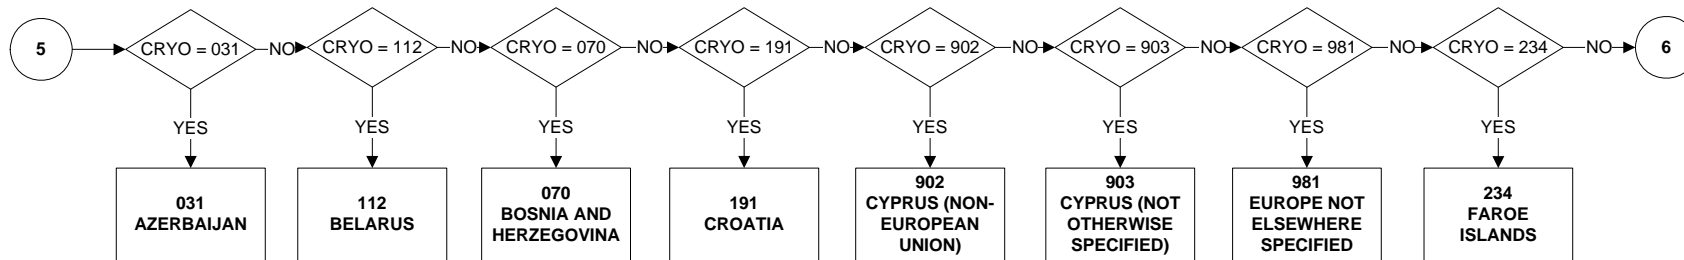 5
CRYO = 031
NO
CRYO = 112
NO
CRYO = 070
NO
CRYO = 191
NO
CRYO = 902
NO
CRYO = 903
NO
CRYO = 981
NO
CRYO = 234
NO
6
YES
YES
YES
YES
YES
YES
YES
YES
031
AZERBAIJAN
112
BELARUS
070
BOSNIA AND
HERZEGOVINA
191
CROATIA
902
CYPRUS (NON-
EUROPEAN
UNION)
903
CYPRUS (NOT
OTHERWISE
SPECIFIED)
981
EUROPE NOT
ELSEWHERE
SPECIFIED
234
FAROE
ISLANDS